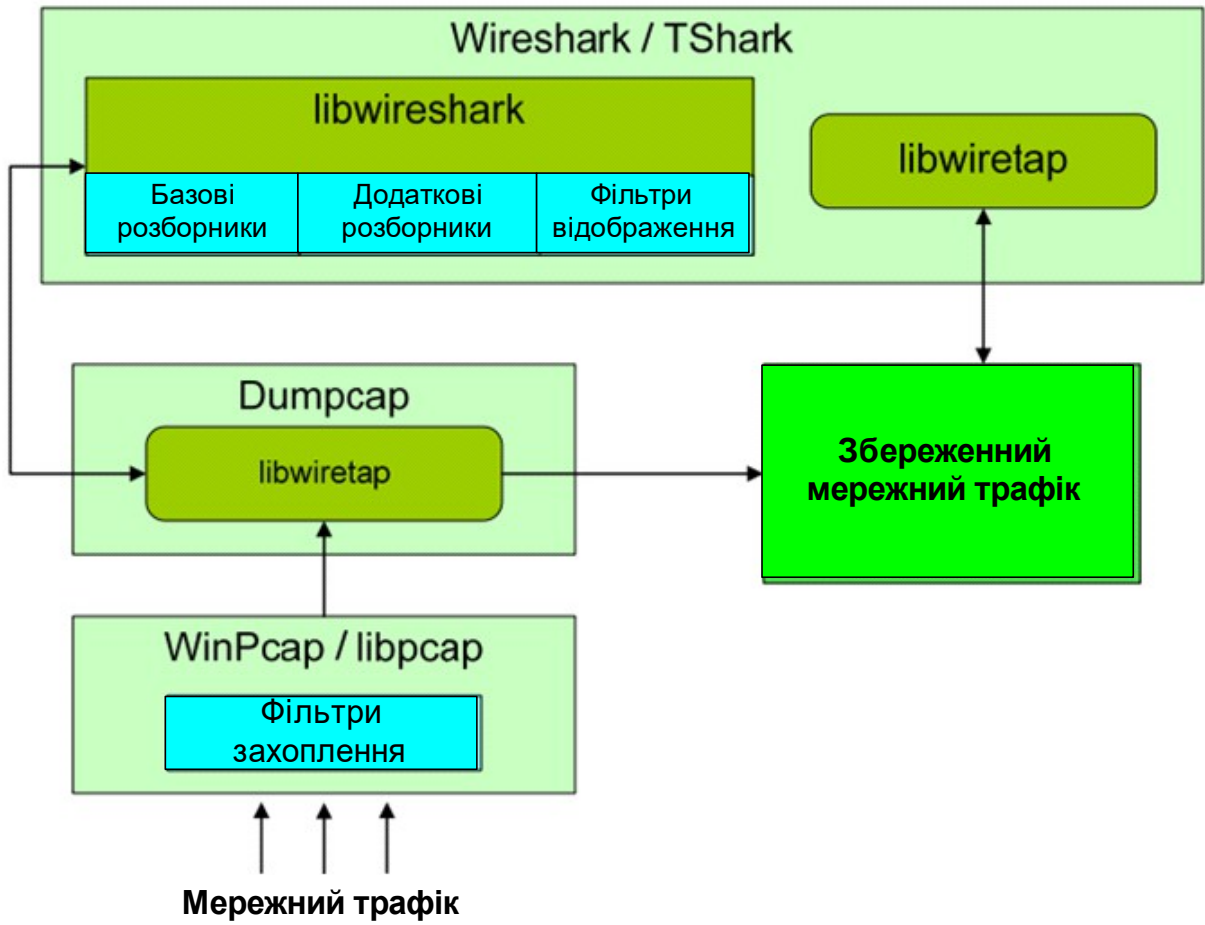 Wireshark / TShark
libwireshark
libwiretap
Базові
розборники
Додаткові
розборники
Фільтри
відображення
Dumpcap
libwiretap
Збереженний
мережний трафік
WinPcap / libpcap
Фільтри
захоплення
Мережний трафік